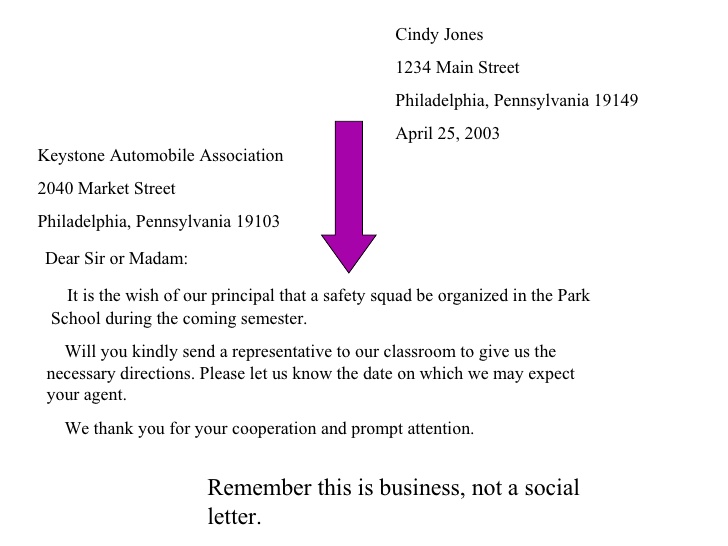 Cindy Jones
1234 Main Street
Philadelphia, Pennsylvania 19149
April 25, 2003
Keystone Automobile Association
2040 Market Street
Philadelphia, Pennsylvania 19103
Dear Sir or Madam:
It is the wish of our principal that a safety squad be organized in the Park
School during the coming semester.
Will you kindly send a representative to our classroom to give us the
necessary directions. Please let us know the date on which we may expect
your agent.
We thank you for your cooperation and prompt attention.
Remember this is business, not a social
letter.